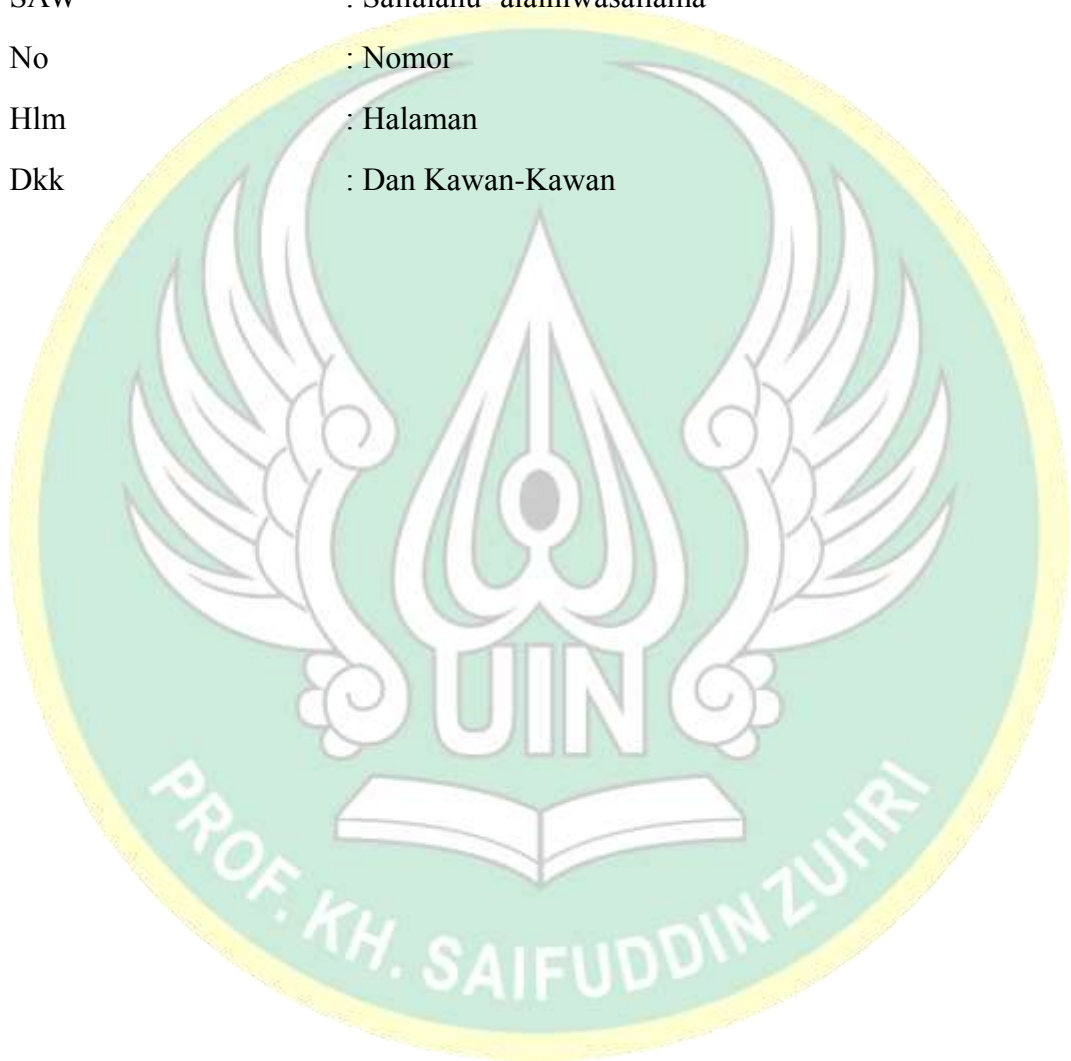 No : Nomor
Hlm : Halaman
Dkk : Dan Kawan-Kawan
UIN
PROF. KH. SAIFUDDIN ZUHRI